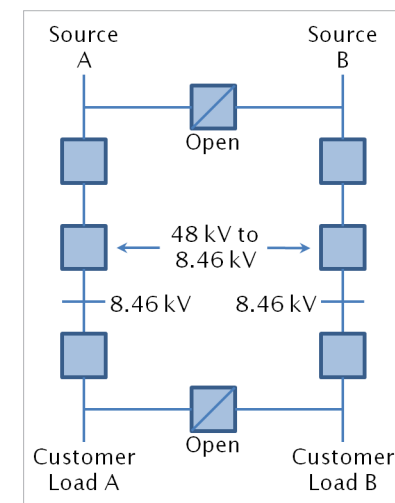 Source
A
Source
B
Open
48 kV to
8.46 kV
8.46 kV
8.46 kV
Open
Customer
Load A
Customer
Load B